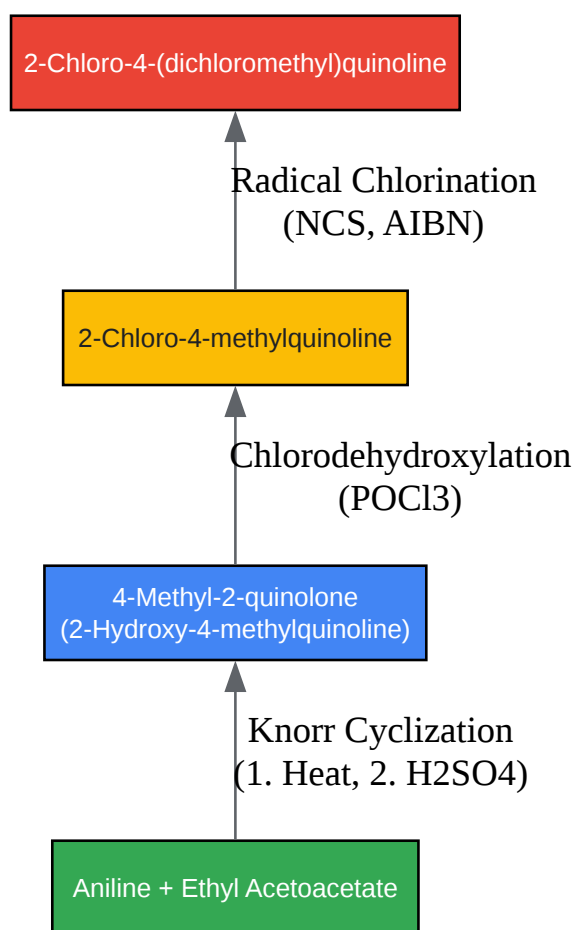 2-Chloro-4-(dichloromethyl)quinoline
Radical Chlorination
(NCS, AIBN)
2-Chloro-4-methylquinoline
Chlorodehydroxylation
(POCl3)
4-Methyl-2-quinolone
(2-Hydroxy-4-methylquinoline)
Knorr Cyclization
(1. Heat, 2. H2SO4)
Aniline + Ethyl Acetoacetate